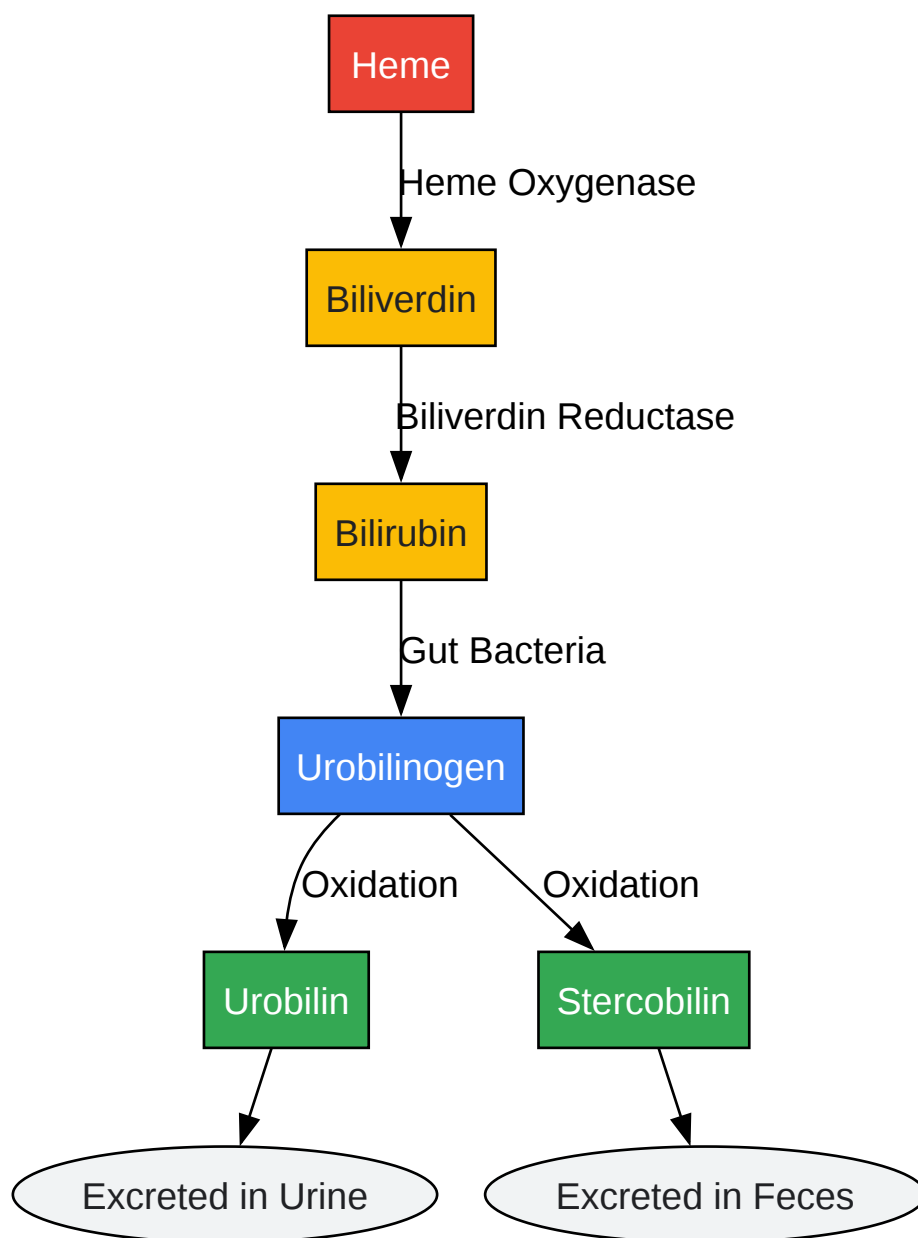 Heme
Heme Oxygenase
Biliverdin
Biliverdin Reductase
Bilirubin
Gut Bacteria
Urobilinogen
Oxidation
Oxidation
Urobilin
Stercobilin
Excreted in Urine
Excreted in Feces